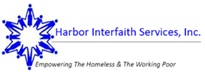 Harbor Interfaith Services, Inc.
Empowering The Homeless & The Working Poor